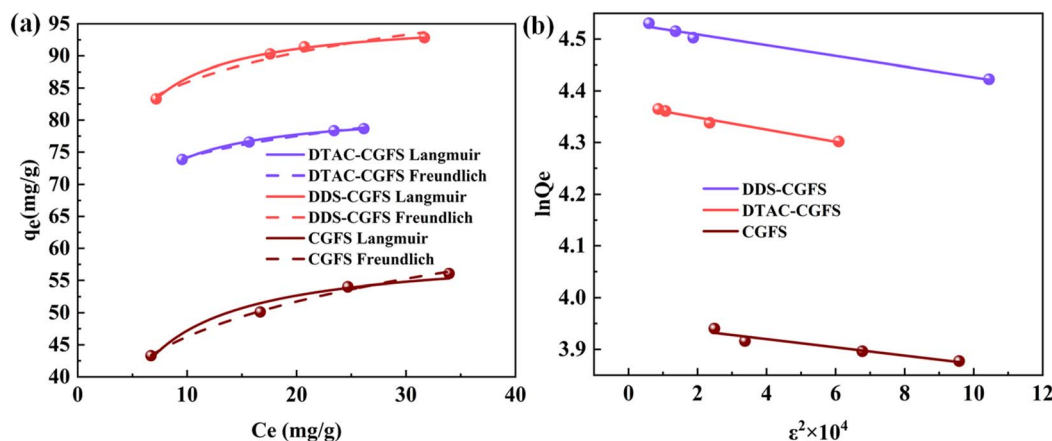 (a)
95
90
85
80
75
70
65
60
55
50
45
40
qe(mg/g)
0 10 20 30 40
Ce (mg/g)
DTAC-CGFS Langmuir
DTAC-CGFS Freundlich
DDS-CGFS Langmuir
DDS-CGFS Freundlich
CGFS Langmuir
CGFS Freundlich
(b)
4.5
4.4
4.3
4.2
4.1
4.0
3.9
lnQe
0 2 4 6 8 10 12
ε²×10⁴
DDS-CGFS
DTAC-CGFS
CGFS